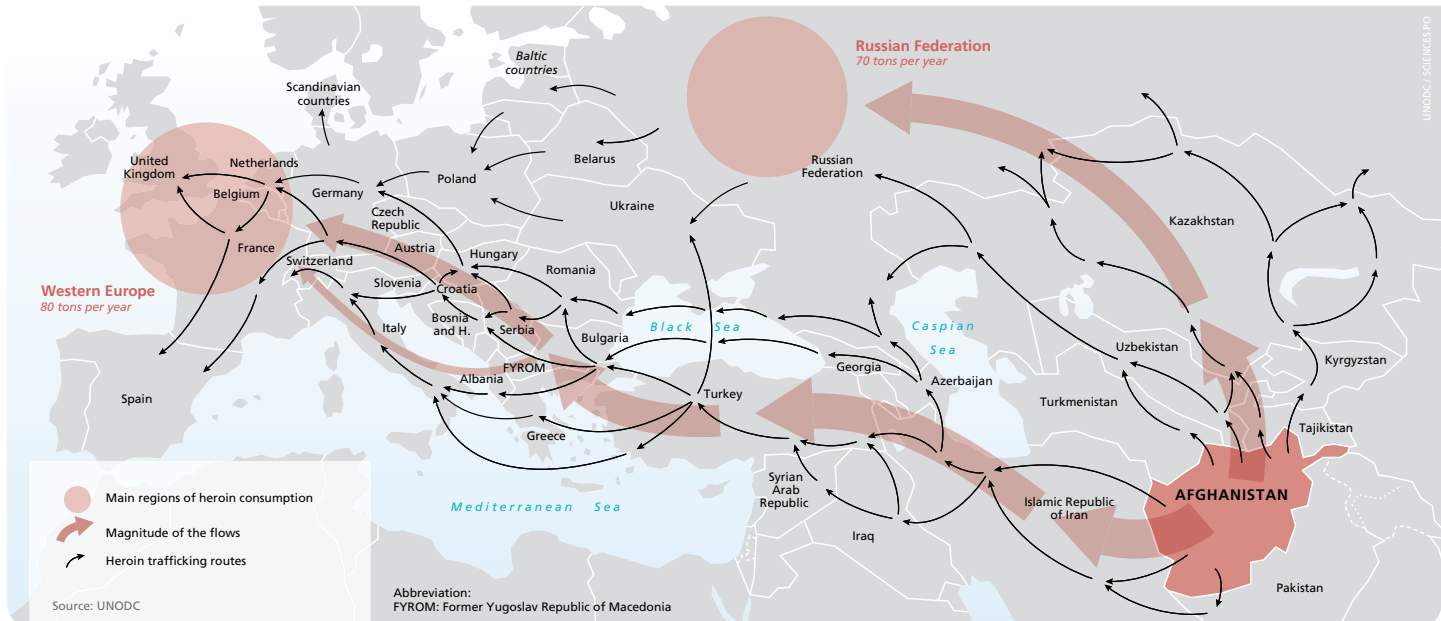 UNODC / SCIENCES PO
Russian Federation
70 tons per year
Baltic
countries
Scandinavian
countries
United
Kingdom
Netherlands
Belgium
Germany
Poland
Belarus
Russian
Federation
Ukraine
Czech
Republic
Kazakhstan
France
Austria
Hungary
Switzerland
Romania
Western Europe
80 tons per year
Slovenia
Croatia
Bosnia
and H.
Serbia
Italy
Bulgaria
Black Sea
Caspian
Sea
Georgia
Uzbekistan
Kyrgyzstan
FYROM
Albania
Azerbaijan
Turkey
Turkmenistan
Spain
Greece
Tajikistan
Syrian
Arab
Republic
Islamic Republic
of Iran
AFGHANISTAN
Mediterranean Sea
Iraq
Pakistan
Main regions of heroin consumption
Magnitude of the flows
Heroin trafficking routes
Source: UNODC
Abbreviation:
FYROM: Former Yugoslav Republic of Macedonia